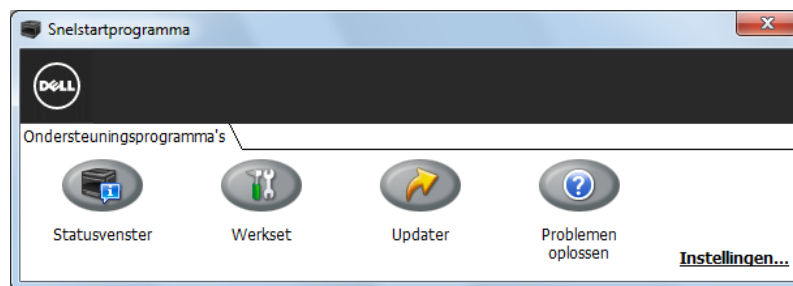 Snelstartprogramma
DELL
Ondersteuningsprogramma's
Statusvenster
Werkset
Updater
Problemen
oplossen
Instellingen...